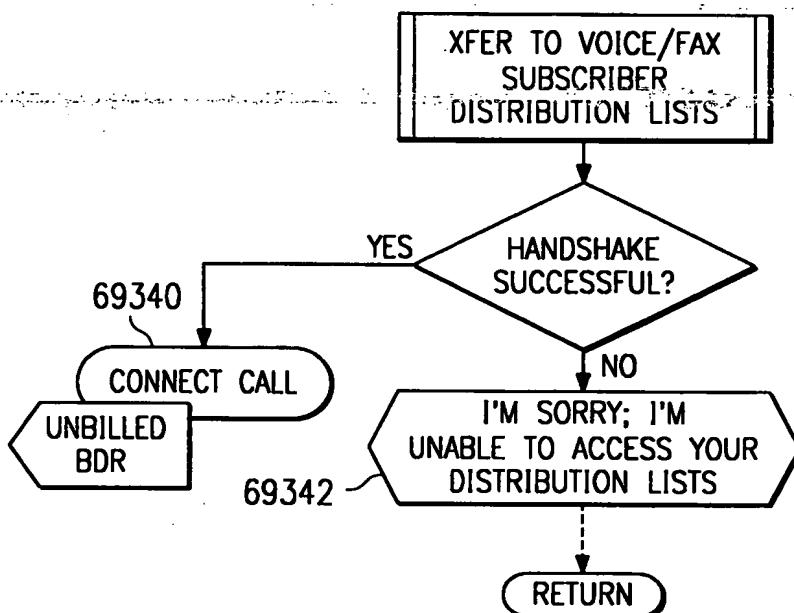 XFER TO VOICE/FAX
SUBSCRIBER
DISTRIBUTION LISTS
HANDSHAKE
SUCCESSFUL?
YES
NO
69340
CONNECT CALL
UNBILLED
BDR
I'M SORRY; I'M
UNABLE TO ACCESS YOUR
DISTRIBUTION LISTS
69342
RETURN